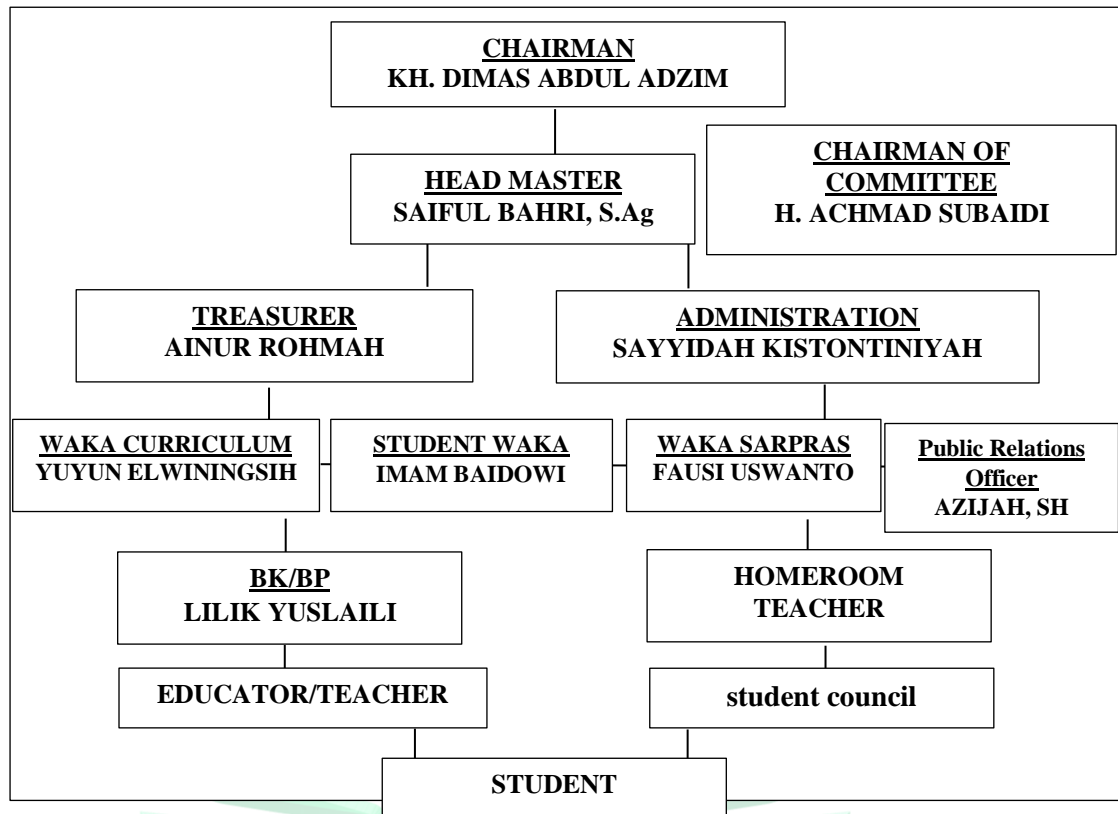 CHAIRMAN
KH. DIMAS ABDUL ADZIM
HEAD MASTER
SAIFUL BAHRI, S.Ag
CHAIRMAN OF
COMMITTEE
H. ACHMAD SUBAIDI
TREASURER
AINUR ROHMAH
ADMINISTRATION
SAYYIDAH KISTONTINIYAH
WAKA CURRICULUM
YUYUN ELWININGSIH
STUDENT WAKA
IMAM BAIDOWI
WAKA SARPRAS
FAUSI USWANTO
Public Relations
Officer
AZIJAH, SH
BK/BP
LILIK YUSLAILI
HOMEROOM
TEACHER
EDUCATOR/TEACHER
student council
STUDENT